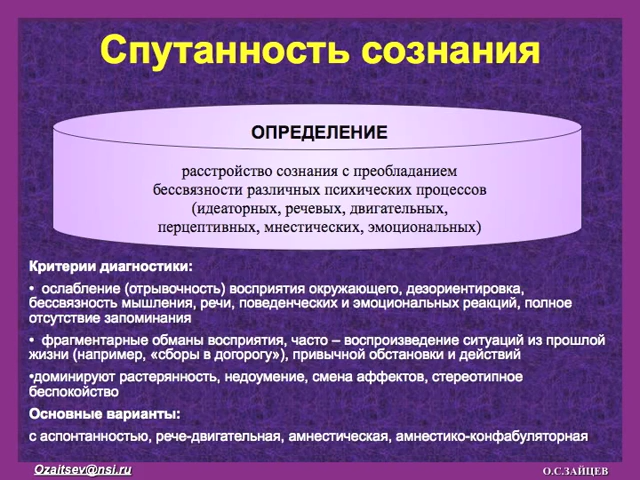 Спутанность сознания
ОПРЕДЕЛЕНИЕ
расстройство сознания с преобладанием
бессвязности различных психических процессов
(идеаторных, речевых, двигательных,
перцептивных, мнестических, эмоциональных)
Критерии диагностики:
• ослабление (отрывочность) восприятия окружающего, дезориентировка,
бессвязность мышления, речи, поведенческих и эмоциональных реакций, полное
отсутствие запоминания
• фрагментарные обманы восприятия, часто – воспроизведение ситуаций из прошлой
жизни (например, «сборы в догорогу»), привычной обстановки и действий
•доминируют растерянность, недоумение, смена аффектов, стереотипное
беспокойство
Основные варианты:
с аспонтанностью, рече-двигательная, амнестическая, амнестико-конфабуляторная
Ozaitsev@nsi.ru
О.С.ЗАЙЦЕВ